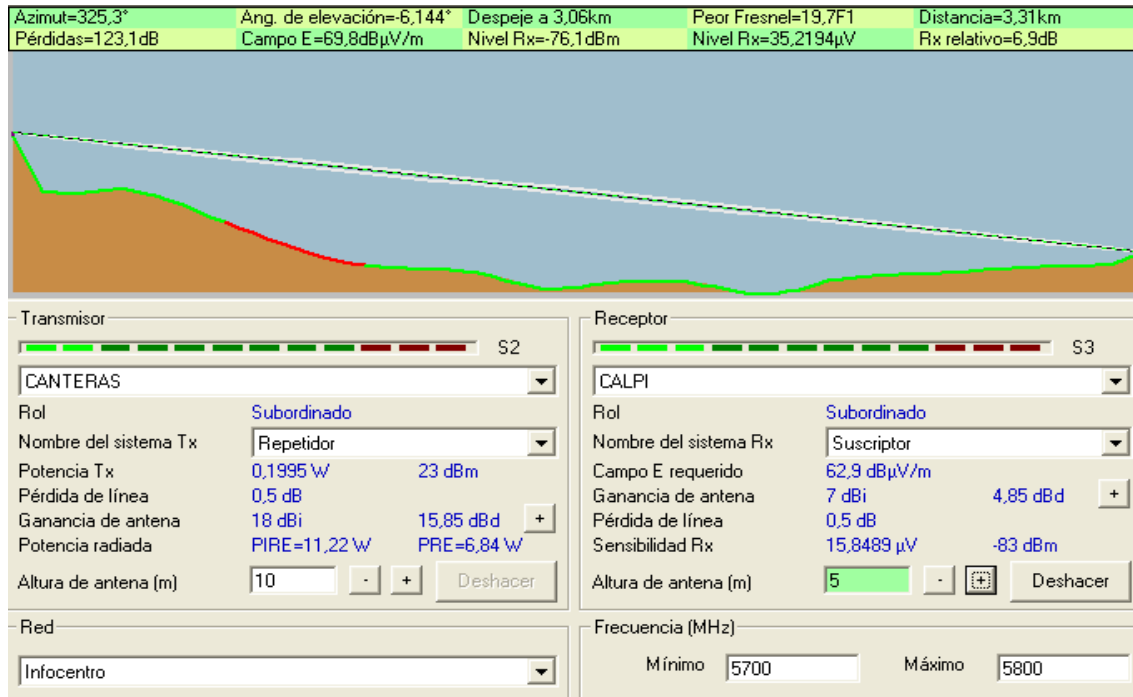 Azimut=325,3° Ang. de elevación=-6,144° Despeje a 3,06km Peor Fresnel=19,7F1 Distancia=3,31km
Pérdidas=123,1dB Campo E=69,8dBµV/m Nivel Rx=-76,1dBm Nivel Rx=35,2194µV Rx relativo=6,9dB
Transmisor
S2
CANTERAS
Rol Subordinado
Nombre del sistema Tx Repetidor
Potencia Tx 0,1995 W 23 dBm
Pérdida de línea 0,5 dB
Ganancia de antena 18 dBi 15,85 dBd +
Potencia radiada PIRE=11,22 W PRE=6,84 W
Altura de antena (m) 10 - + Deshacer
Receptor
S3
CALPI
Rol Subordinado
Nombre del sistema Rx Suscriptor
Campo E requerido 62,9 dBµV/m
Ganancia de antena 7 dBi 4,85 dBd +
Pérdida de línea 0,5 dB
Sensibilidad Rx 15,8489 µV -83 dBm
Altura de antena (m) 5 - + Deshacer
Red
Infocentro
Frecuencia (MHz)
Mínimo 5700 Máximo 5800